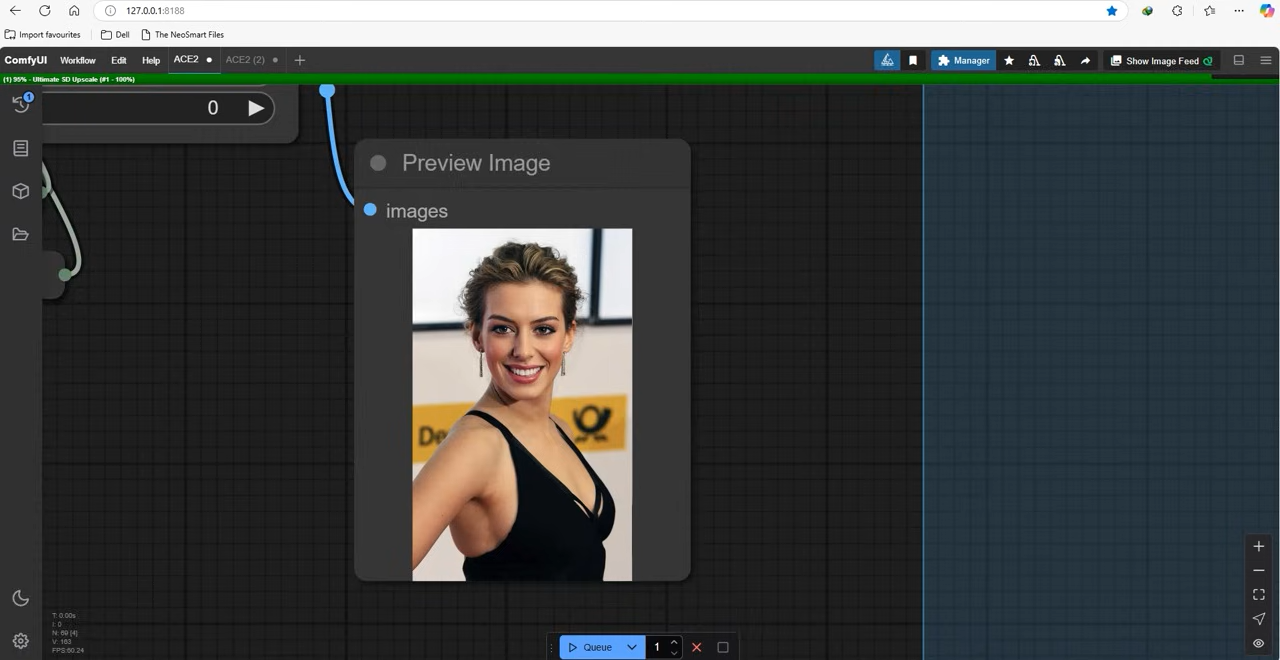 127.0.0.1:8188
Import favourites
Dell
The NeoSmart Files
ComfyUI
Workflow
Edit
Help
ACE2
ACE2 (2)
Manager
Show Image Feed
(1) 95% - Ultimate SD Upscale (#1 - 100%)
1
0
Preview Image
images
De
T: 0.00s
I: 0
N: 69 [4]
V: 163
FPS:60.24
Queue
1